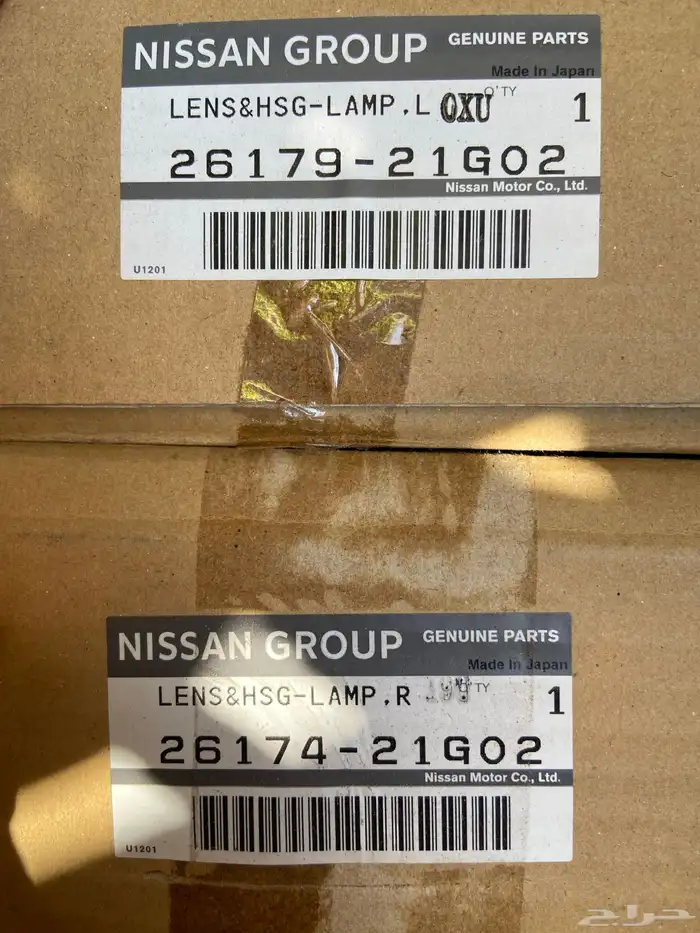 NISSAN GROUP GENUINE PARTS
Made In Japan
LENS&HSG-LAMP,L OXU Q'TY 1
26179-21G02
Nissan Motor Co., Ltd.
U1201
NISSAN GROUP GENUINE PARTS
Made In Japan
LENS&HSG-LAMP,R Q'TY 1
26174-21G02
Nissan Motor Co., Ltd.
U1201
حراج